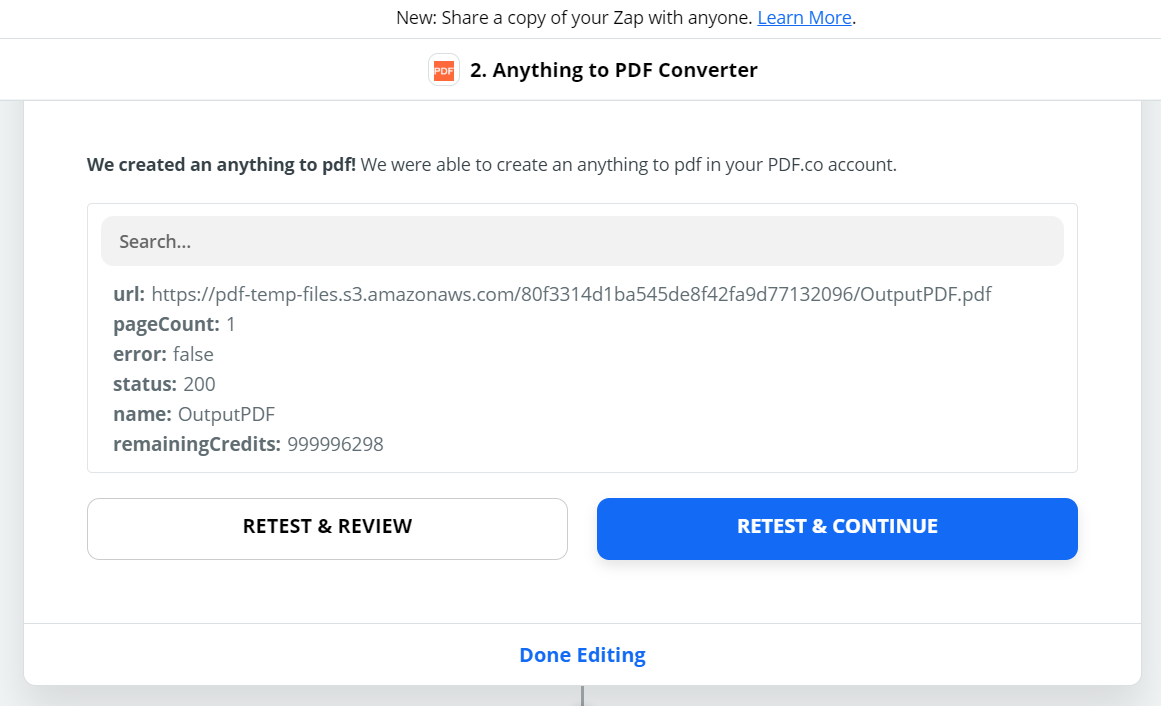 New: Share a copy of your Zap with anyone. Learn More.
PDF 2. Anything to PDF Converter
We created an anything to pdf! We were able to create an anything to pdf in your PDF.co account.
Search...
url: https://pdf-temp-files.s3.amazonaws.com/80f3314d1ba545de8f42fa9d77132096/OutputPDF.pdf
pageCount: 1
error: false
status: 200
name: OutputPDF
remainingCredits: 999996298
RETEST & REVIEW
RETEST & CONTINUE
Done Editing